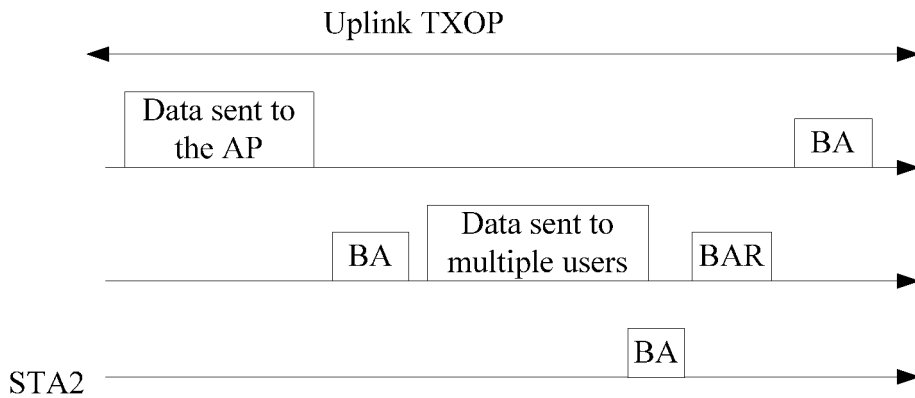 Uplink TXOP
Data sent to
the AP
BA
BA
Data sent to
multiple users
BAR
BA
STA2